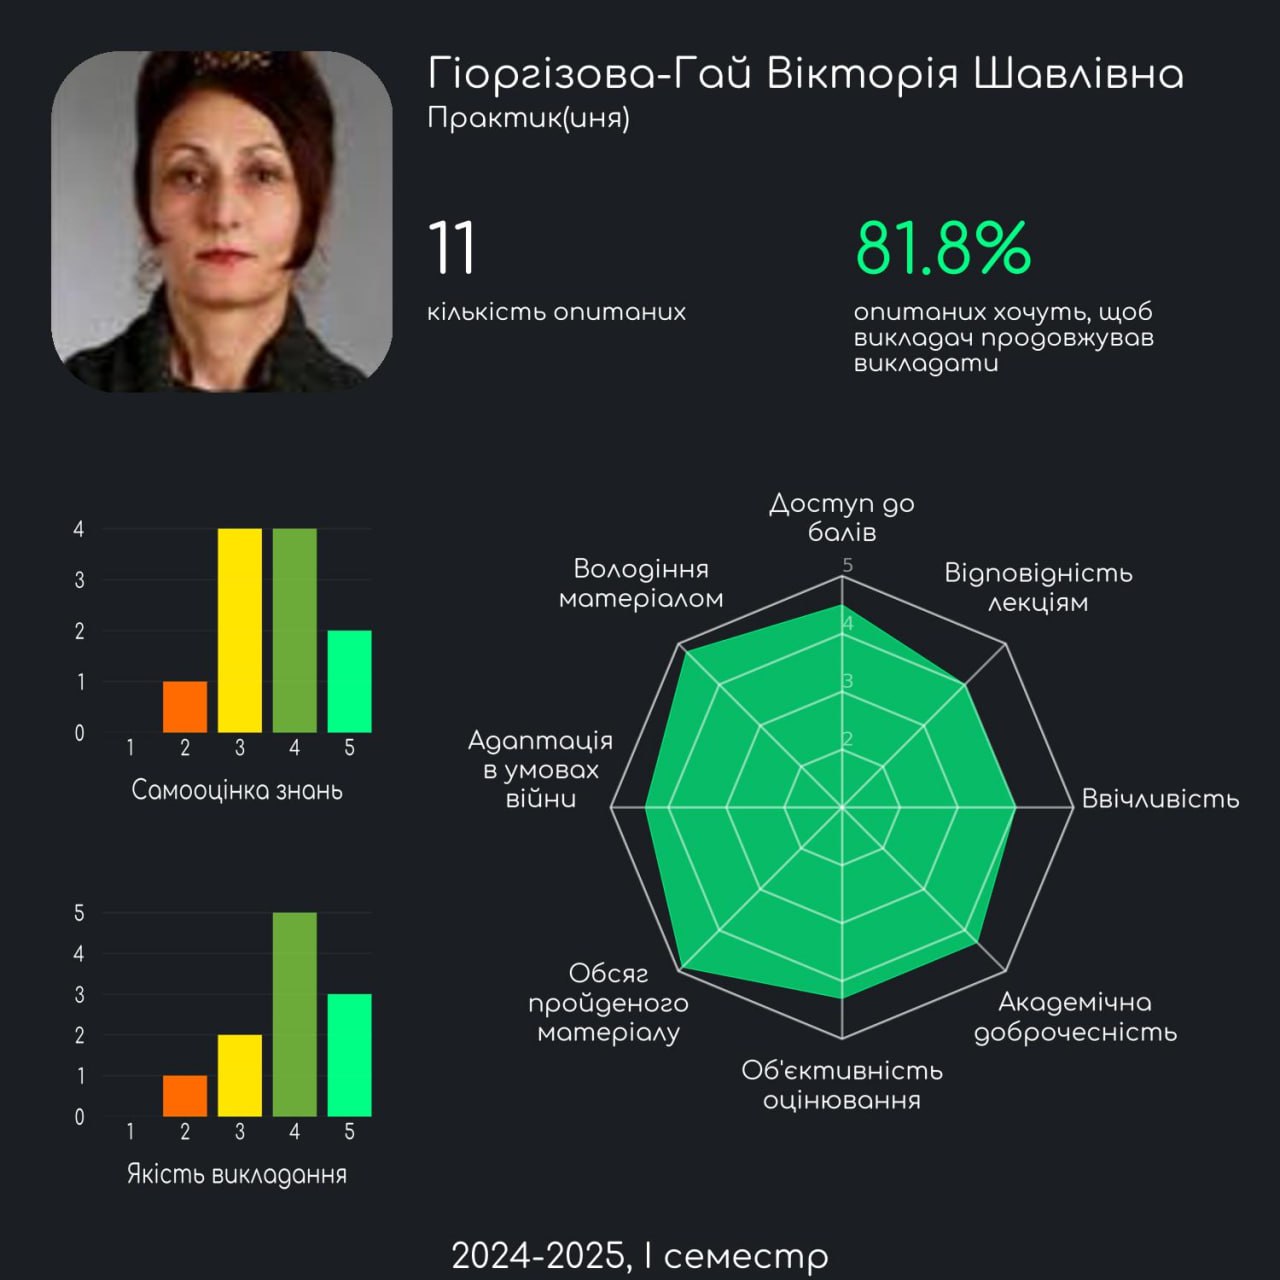 Гіоргізова-Гай Вікторія Шавлівна
Практик(иня)
11
кількість опитаних
81.8%
опитаних хочуть, щоб
викладач продовжував
викладати
4
3
2
1
0
1 2 3 4 5
Самооцінка знань
5
4
3
2
1
0
1 2 3 4 5
Якість викладання
Доступ до
балів
Відповідність
лекціям
Ввічливість
Академічна
доброчесність
Об'єктивність
оцінювання
Обсяг
пройденого
матеріалу
Адаптація
в умовах
війни
Володіння
матеріалом
5
4
3
2
2024-2025, І семестр